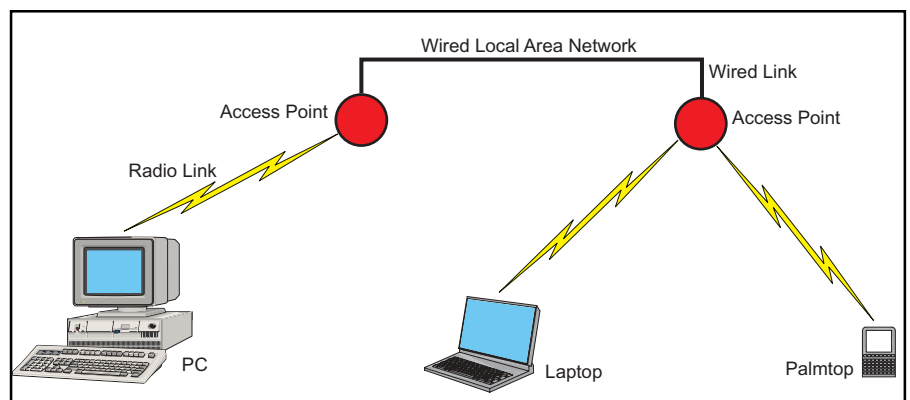 Wired Local Area Network
Wired Link
Access Point
Access Point
Radio Link
PC
Laptop
Palmtop